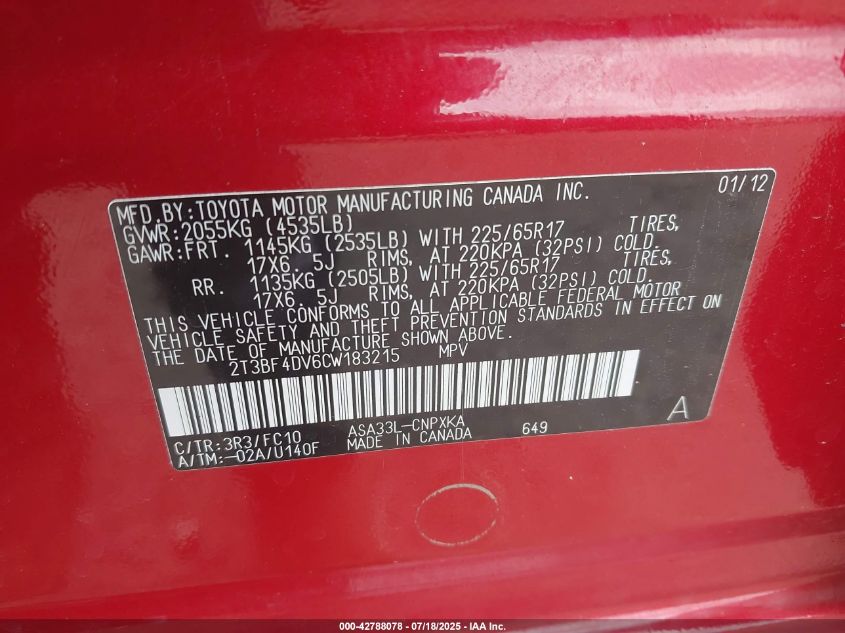 MFD.BY:TOYOTA MOTOR MANUFACTURING CANADA INC. 01/12
GVWR:2055KG (4535LB)
GAWR:FRT. 1145KG (2535LB) WITH 225/65R17 TIRES,
17X6. 5J RIMS, AT 220KPA (32PSI) COLD.
RR. 1135KG (2505LB) WITH 225/65R17 TIRES,
17X6. 5J RIMS, AT 220KPA (32PSI) COLD.
THIS VEHICLE CONFORMS TO ALL APPLICABLE FEDERAL MOTOR
VEHICLE SAFETY AND THEFT PREVENTION STANDARDS IN EFFECT ON
THE DATE OF MANUFACTURE SHOWN ABOVE.
2T3BF4DV6CW183215 MPV
A
C/TR:3R3/FC10 ASA33L-CNPXKA 649
A/TM:-02A/U140F MADE IN CANADA
000-42788078 - 07/18/2025 - IAA Inc.